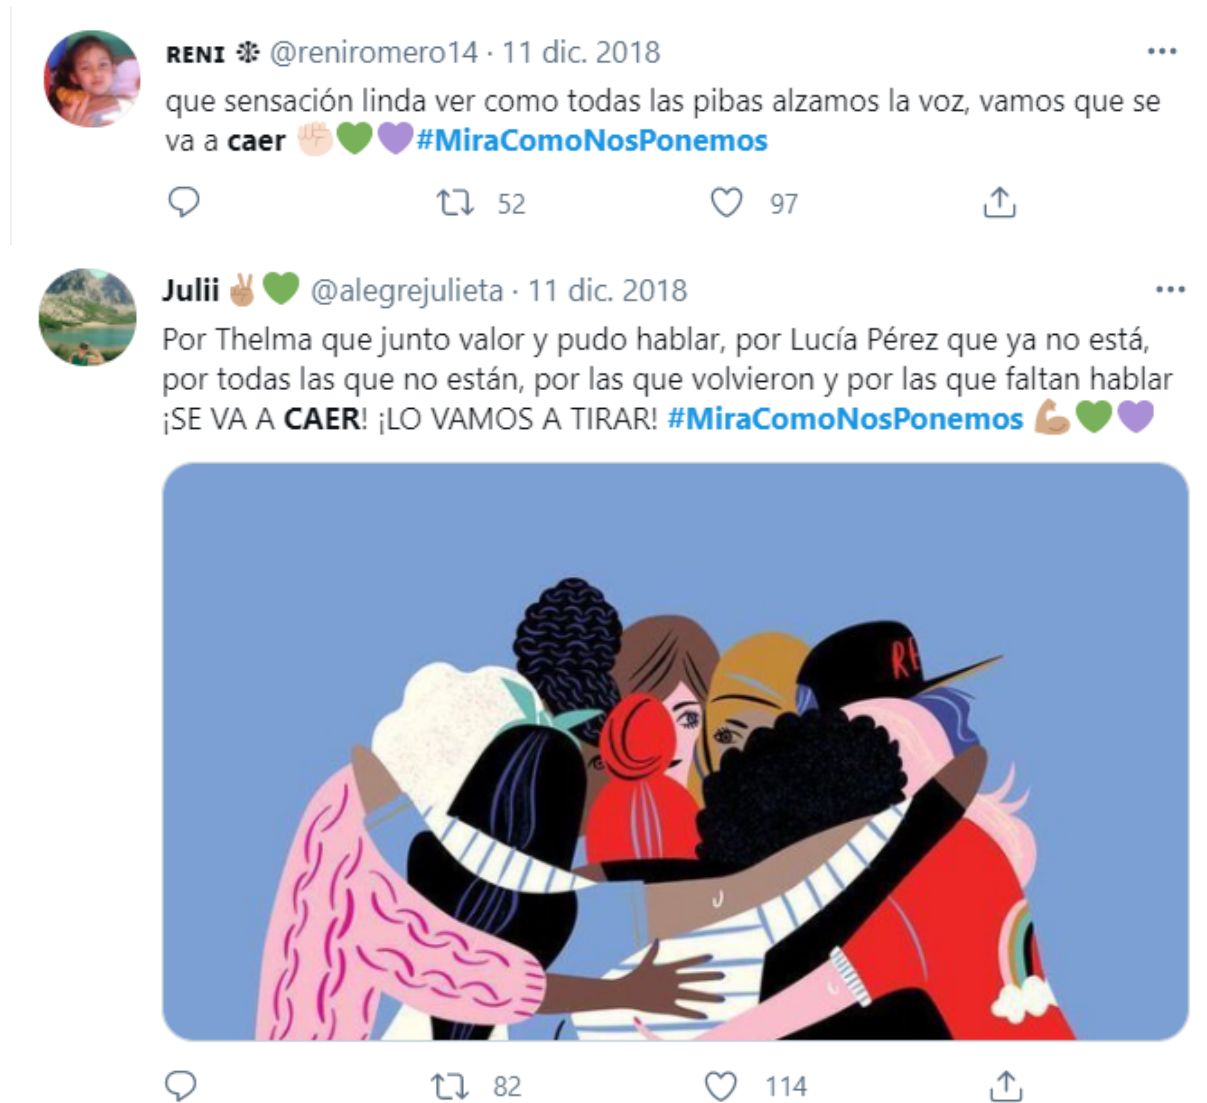 RENI ❄ @reniromero14 · 11 dic. 2018
que sensación linda ver como todas las pibas alzamos la voz, vamos que se
va a caer ✊🏻💚💜#MiraComoNosPonemos
52 97
Julii ✌🏽💚 @alegrejulieta · 11 dic. 2018
Por Thelma que junto valor y pudo hablar, por Lucía Pérez que ya no está,
por todas las que no están, por las que volvieron y por las que faltan hablar
¡SE VA A CAER! ¡LO VAMOS A TIRAR! #MiraComoNosPonemos 💪🏽💚💜
RE
82 114